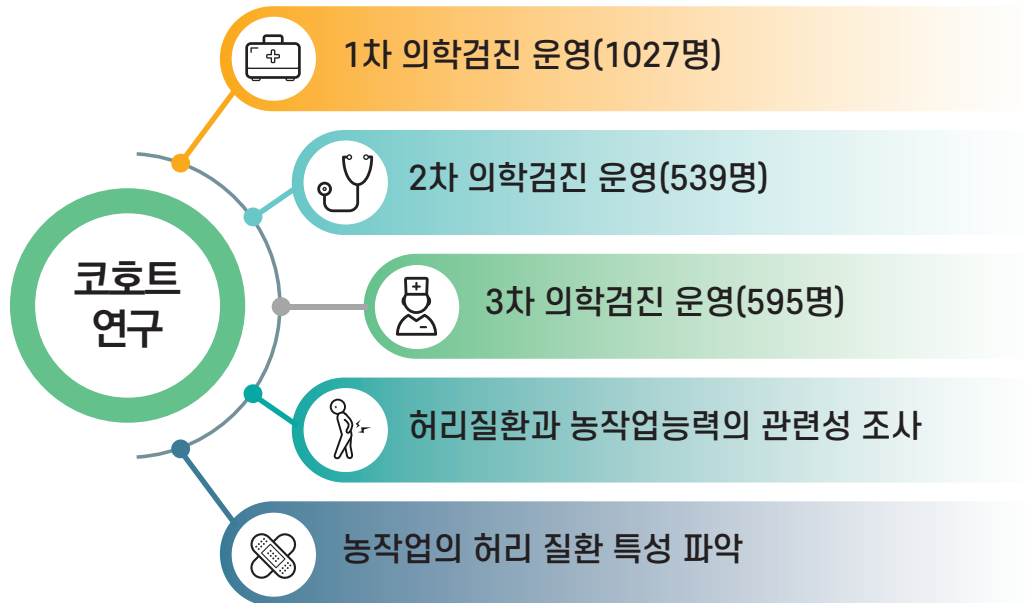 1차 의학검진 운영(1027명)
2차 의학검진 운영(539명)
코호트
연구
3차 의학검진 운영(595명)
허리질환과 농작업능력의 관련성 조사
농작업의 허리 질환 특성 파악